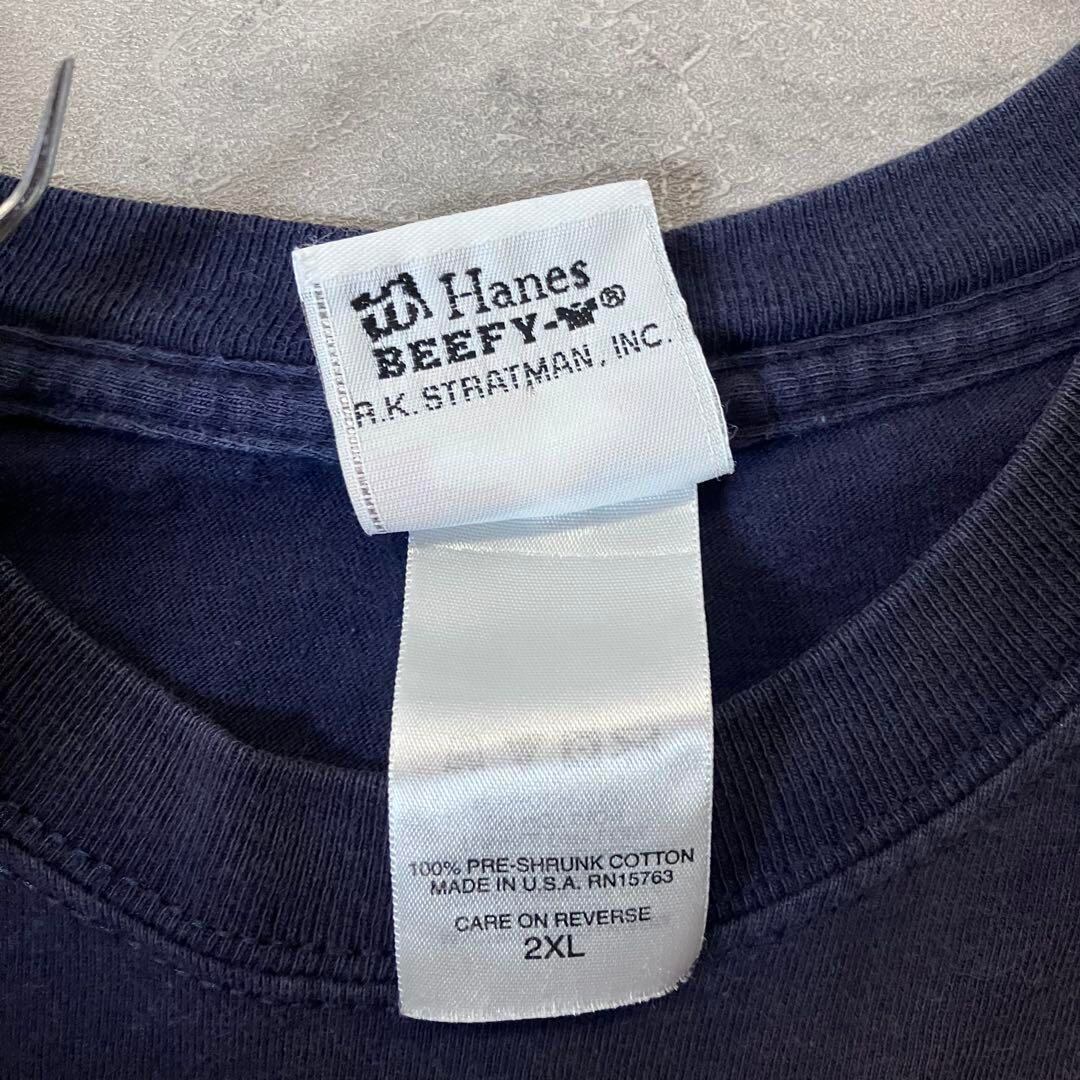 Hanes
BEEFY-T®
R.K. STRATMAN, INC.
100% PRE-SHRUNK COTTON
MADE IN U.S.A. RN15763
CARE ON REVERSE
2XL